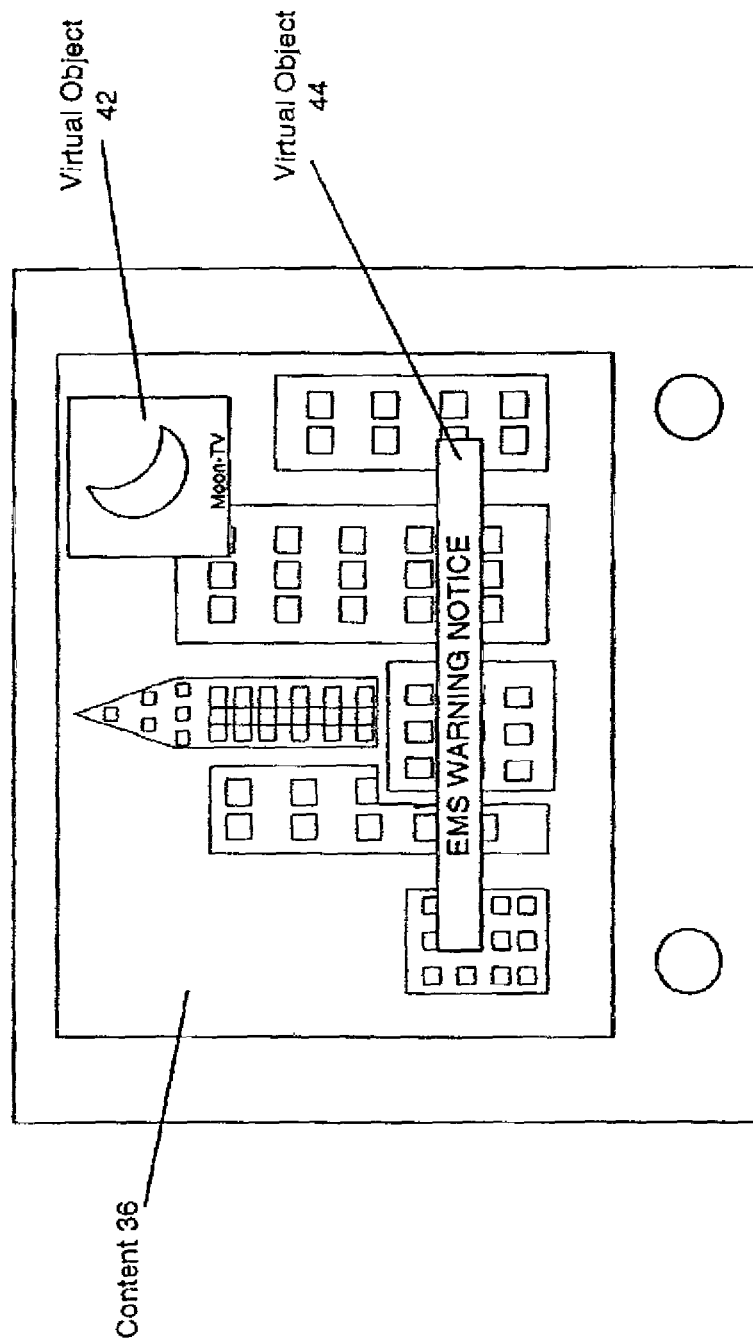 Virtual Object
42
Virtual Object
44
Moon-TV
EMS WARNING NOTICE
Content 36